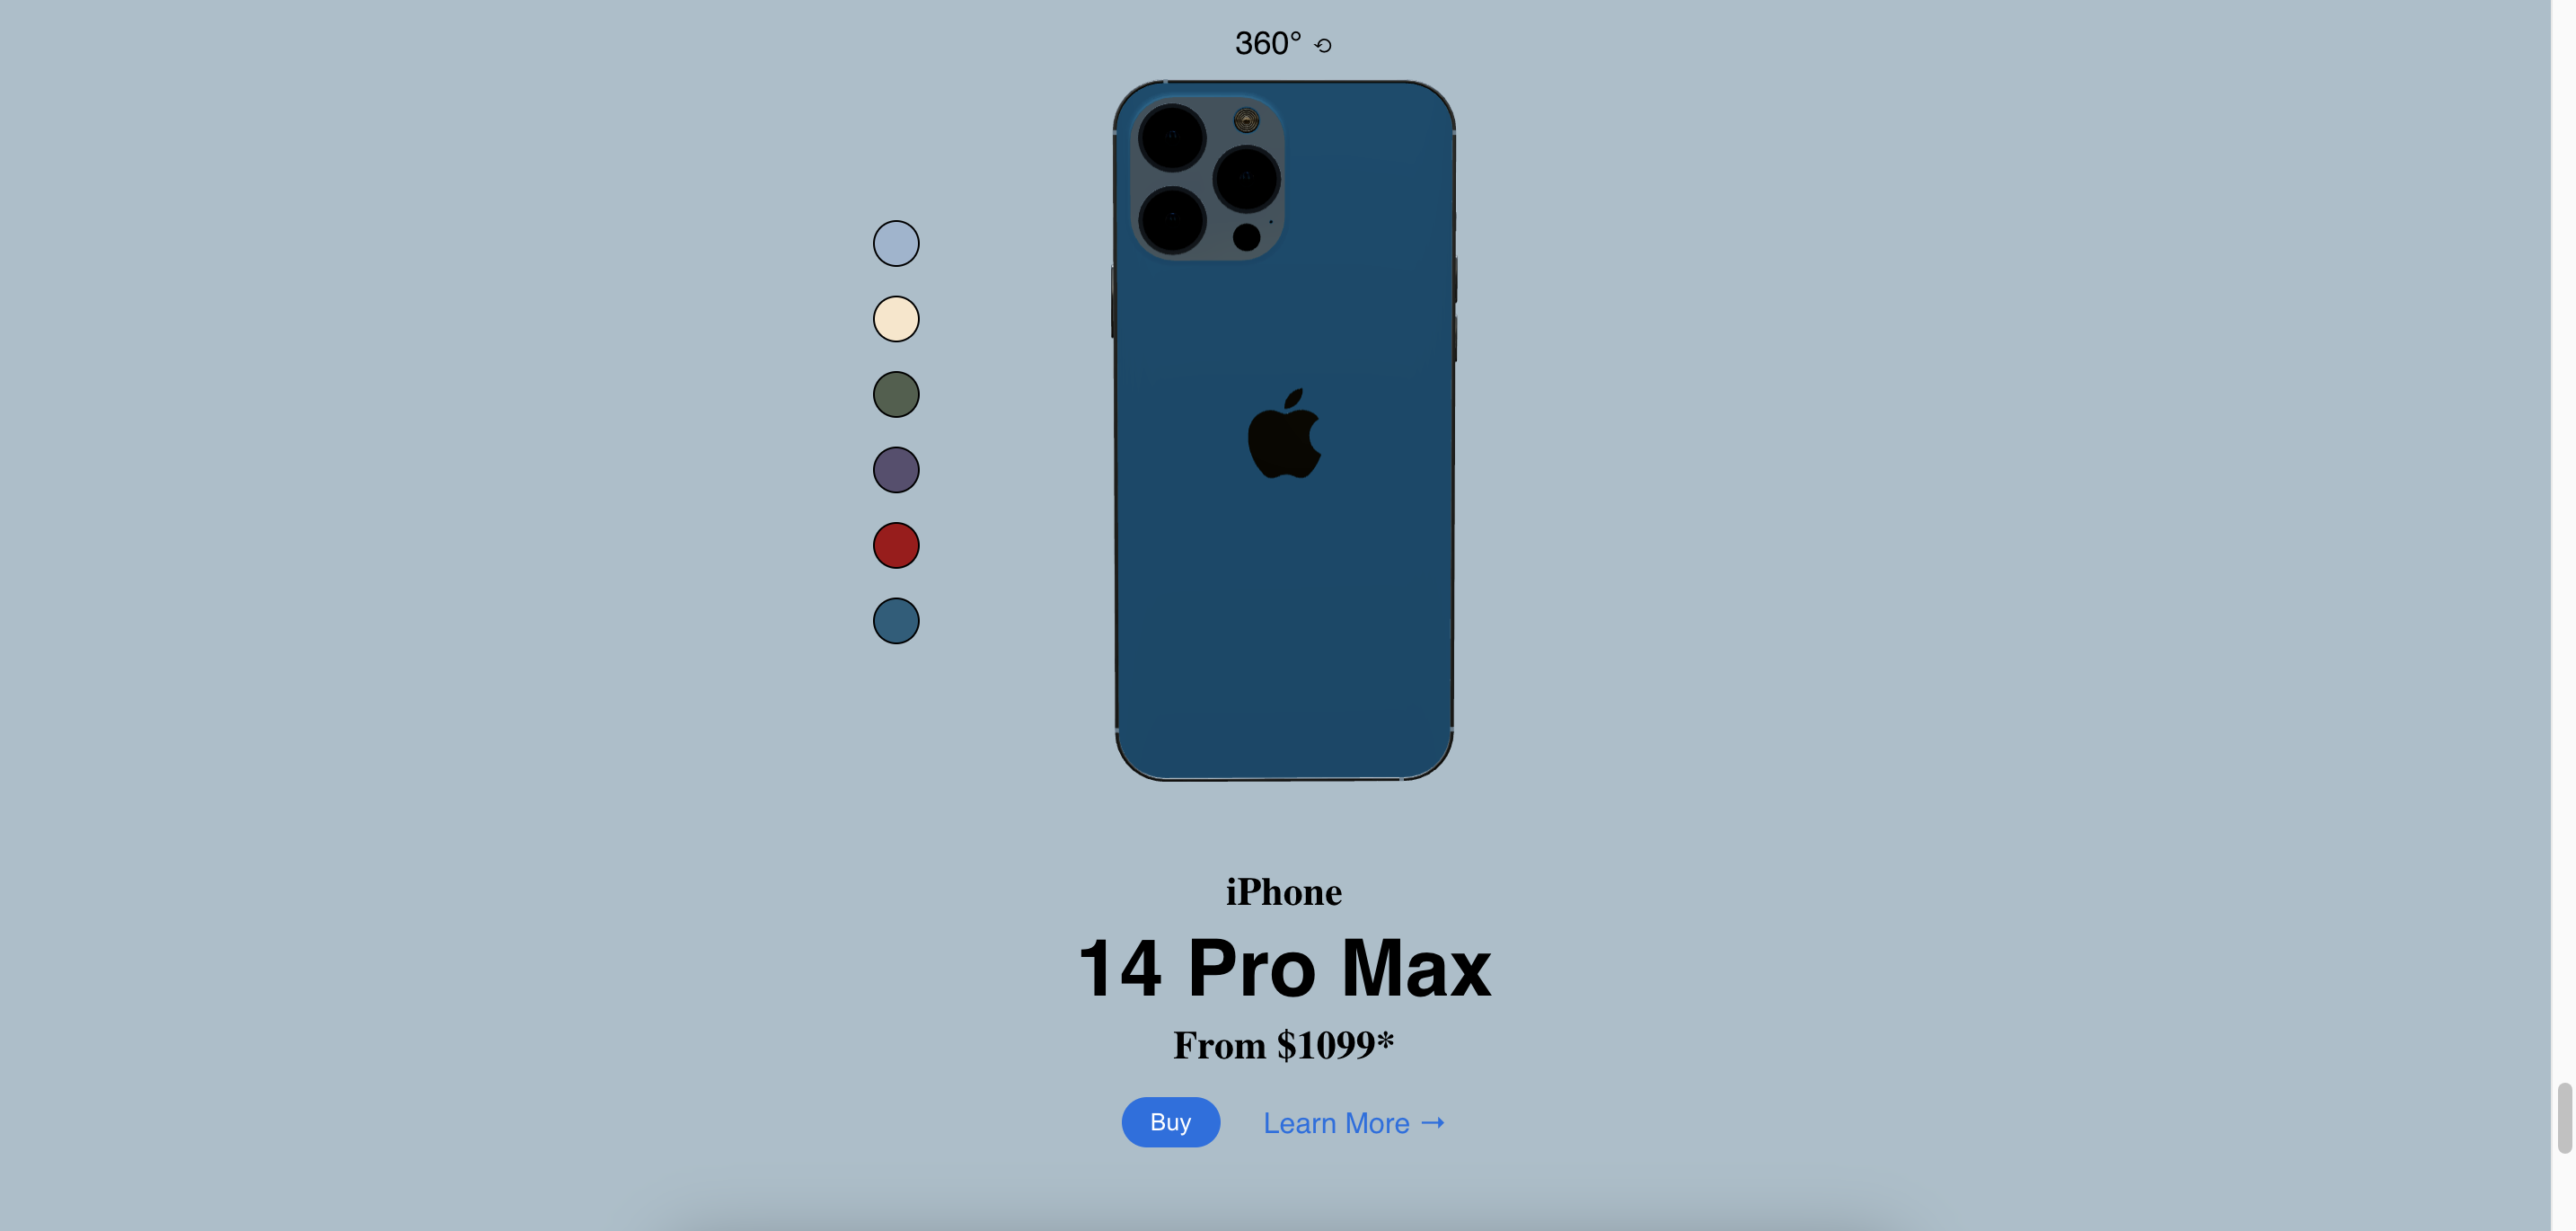 360° ⟲
iPhone
14 Pro Max
From $1099*
Buy
Learn More →